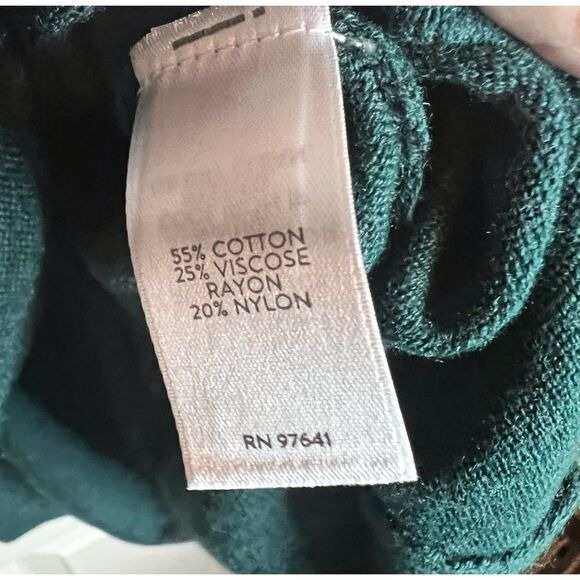 55% COTTON
25% VISCOSE
RAYON
20% NYLON
RN 97641